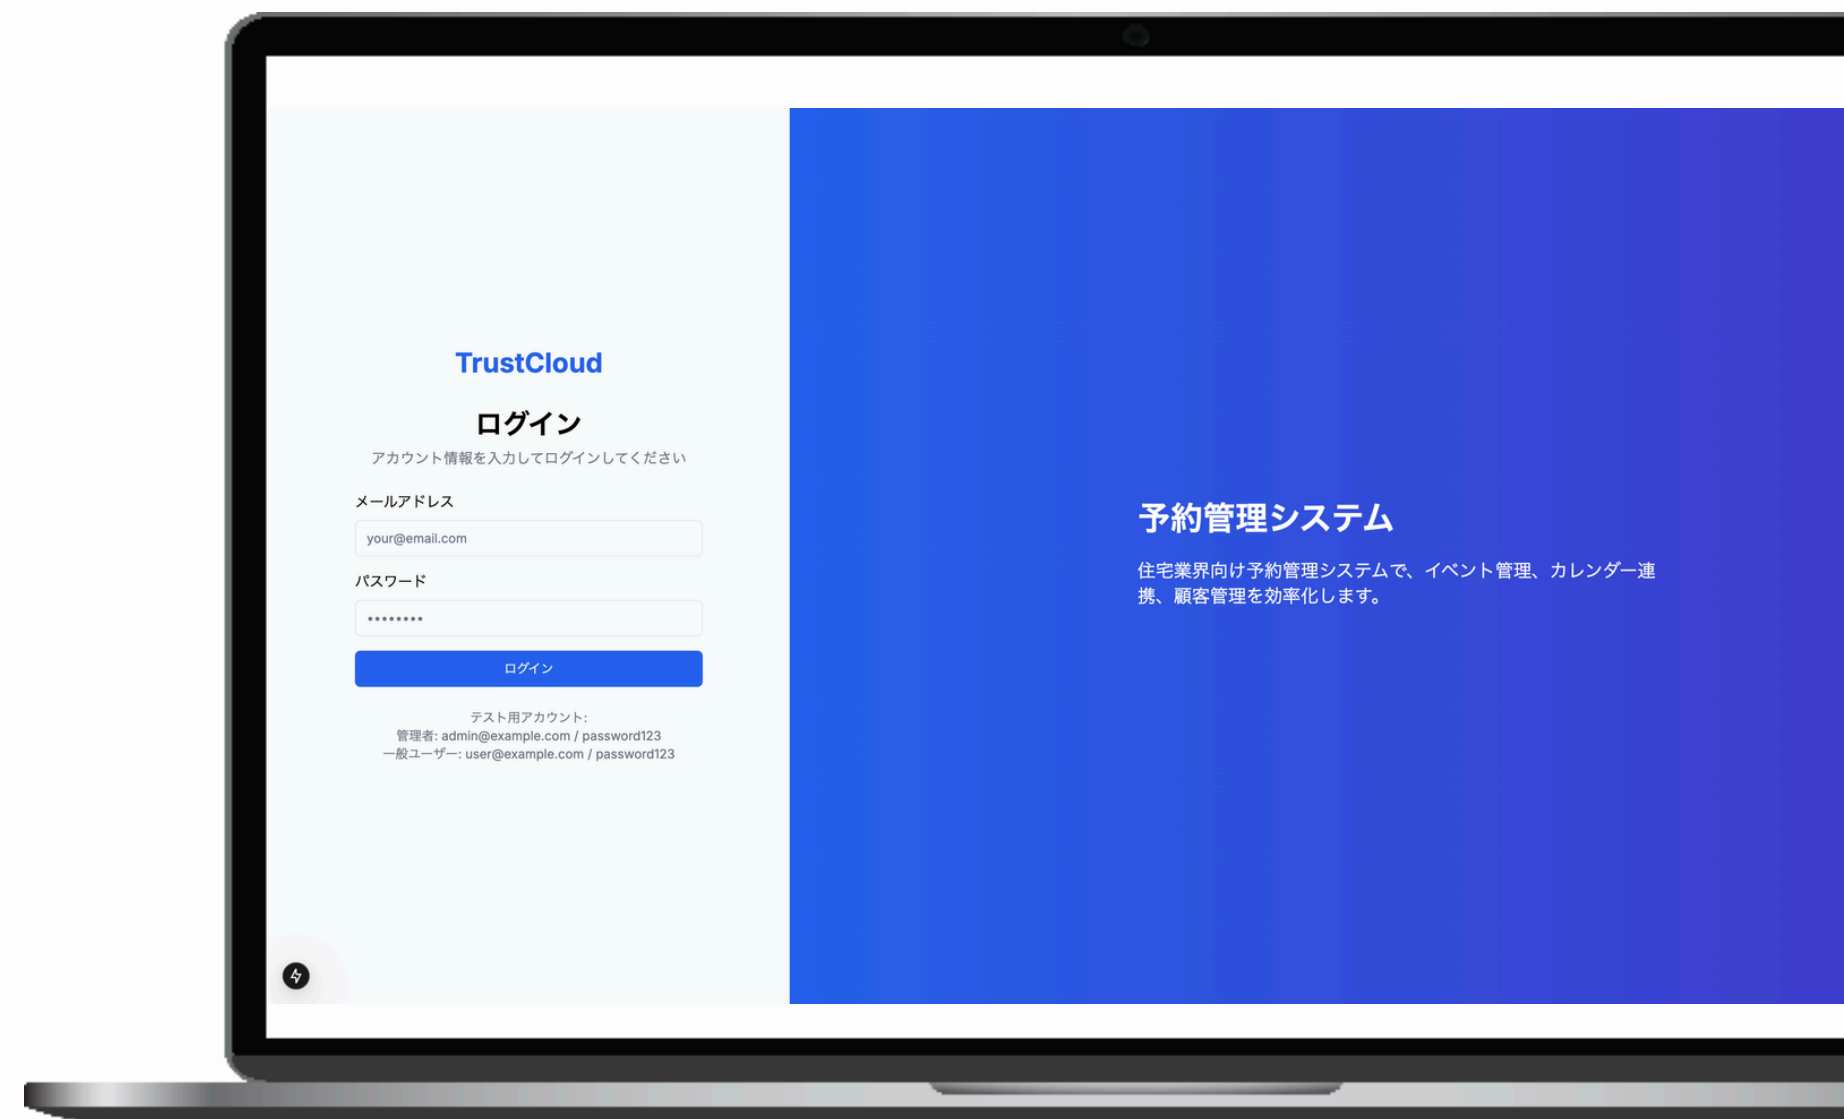 TrustCloud
ログイン
アカウント情報を入力してログインしてください
メールアドレス
your@email.com
パスワード
••••••••
ログイン
テスト用アカウント:
管理者: admin@example.com / password123
一般ユーザー: user@example.com / password123
予約管理システム
住宅業界向け予約管理システムで、イベント管理、カレンダー連
携、顧客管理を効率化します。